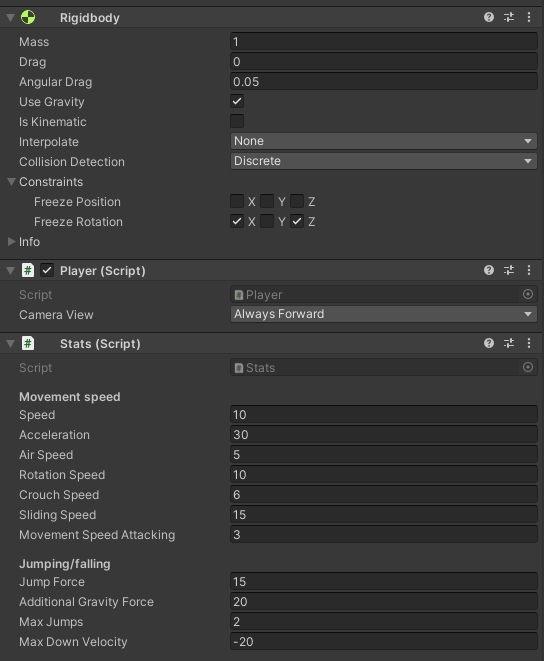 Rigidbody
Mass 1
Drag 0
Angular Drag 0.05
Use Gravity
Is Kinematic
Interpolate None
Collision Detection Discrete
Constraints
Freeze Position X Y Z
Freeze Rotation X Y Z
Info
# Player (Script)
Script # Player
Camera View Always Forward
# Stats (Script)
Script # Stats
Movement speed
Speed 10
Acceleration 30
Air Speed 5
Rotation Speed 10
Crouch Speed 6
Sliding Speed 15
Movement Speed Attacking 3
Jumping/falling
Jump Force 15
Additional Gravity Force 20
Max Jumps 2
Max Down Velocity -20